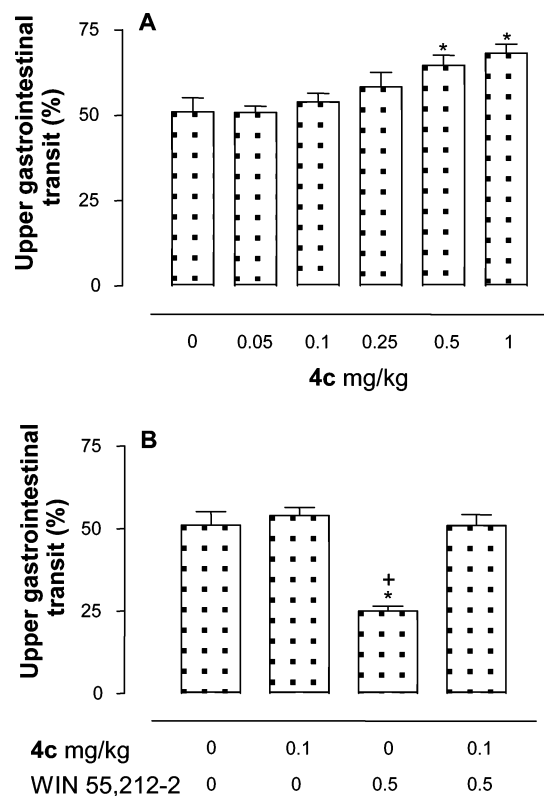 A
Upper gastrointestinal
transit (%)
75
50
25
0
* *
0 0.05 0.1 0.25 0.5 1
4c mg/kg
B
Upper gastrointestinal
transit (%)
75
50
25
0
+
*
4c mg/kg 0 0.1 0 0.1
WIN 55,212-2 0 0 0.5 0.5